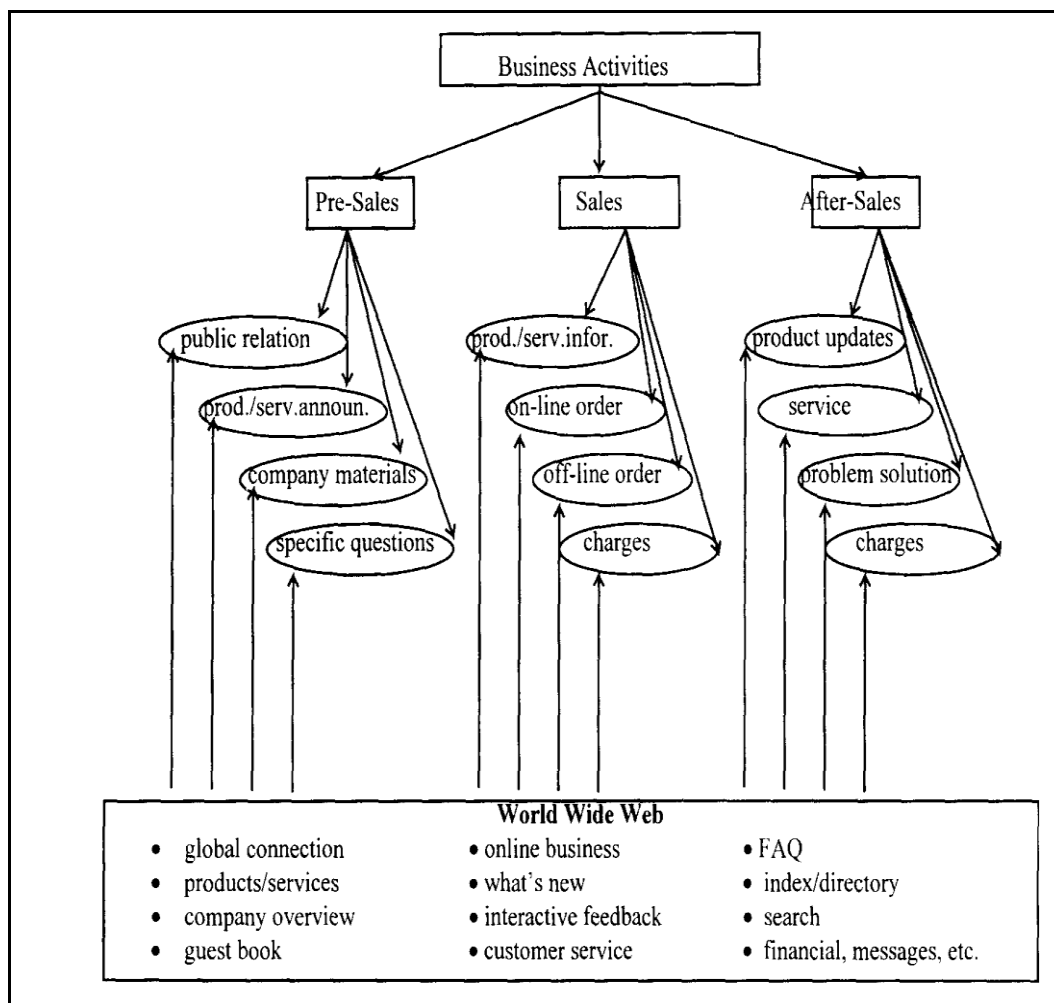 Business Activities
Pre-Sales
Sales
After-Sales
public relation
prod./serv.infor.
product updates
prod./serv.announ.
on-line order
service
company materials
off-line order
problem solution
specific questions
charges
charges
World Wide Web
• global connection
• online business
• FAQ
• products/services
• what's new
• index/directory
• company overview
• interactive feedback
• search
• guest book
• customer service
• financial, messages, etc.